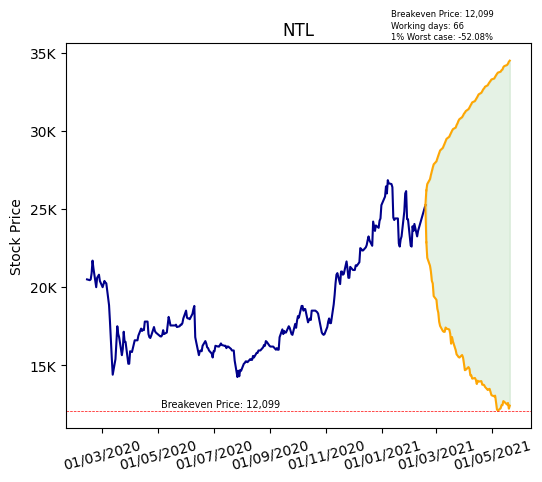 Breakeven Price: 12,099
Working days: 66
1% Worst case: -52.08%
NTL
35K
30K
25K
20K
15K
Stock Price
Breakeven Price: 12,099
01/03/2020
01/05/2020
01/07/2020
01/09/2020
01/11/2020
01/01/2021
01/03/2021
01/05/2021